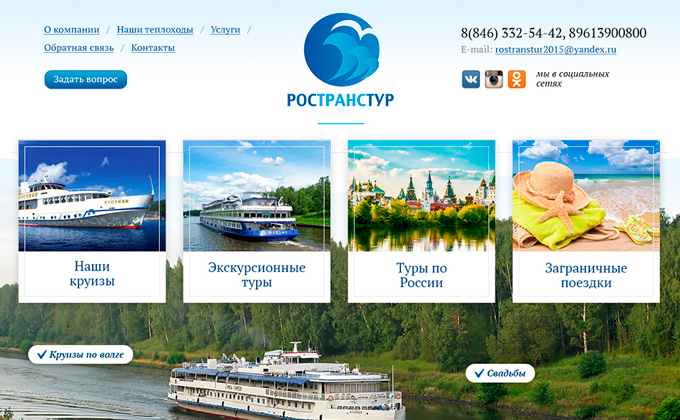 О компании / Наши теплоходы / Услуги /
Обратная связь / Контакты
Задать вопрос
РОСТРАНСТУР
8(846) 332-54-42, 89613900800
E-mail: rostranstur2015@yandex.ru
мы в социальных
сетях
Наши
круизы
Экскурсионные
туры
Туры по
России
Заграничные
поездки
Круизы по волге
Свадьбы